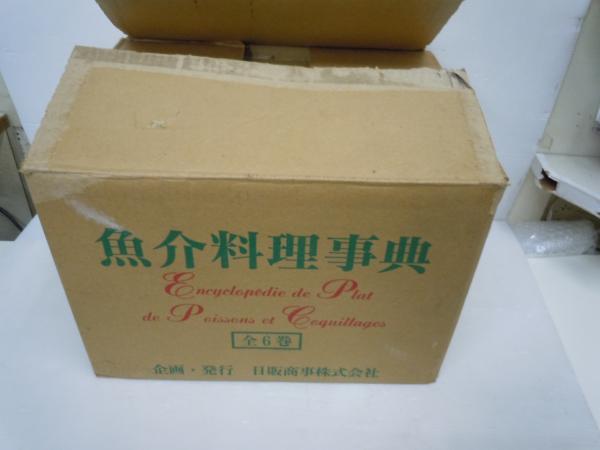 魚介料理事典
Encyclopédie de Plat
de Poissons et Coquillages
全6巻
企画・発行 日販商事株式会社